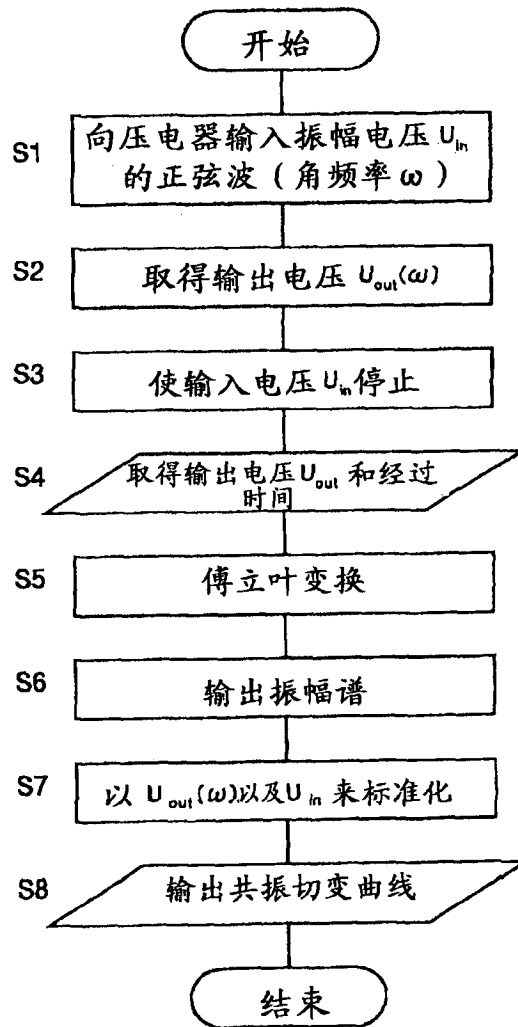 开始
S1
向压电器输入振幅电压 Uin
的正弦波（角频率ω）
S2
取得输出电压 Uout(ω)
S3
使输入电压 Uin 停止
S4
取得输出电压 Uout 和经过
时间
S5
傅立叶变换
S6
输出振幅谱
S7
以 Uout(ω)以及Uin 来标准化
S8
输出共振切变曲线
结束